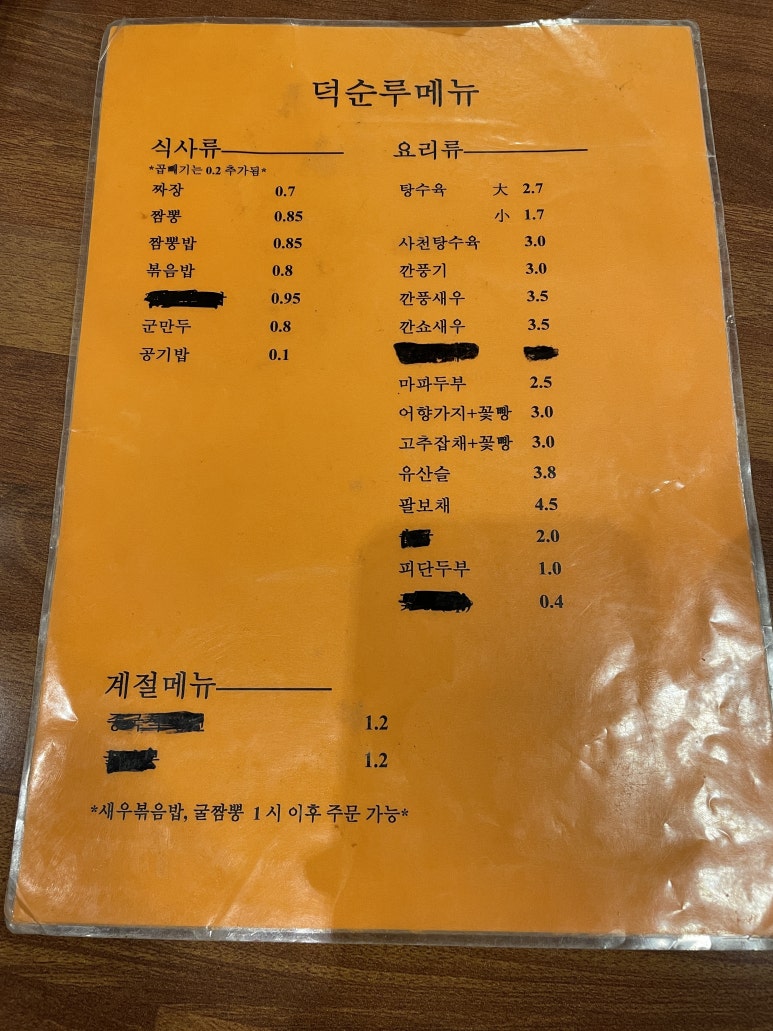 덕순루메뉴
식사류
*곱빼기는 0.2 추가됨*
짜장 0.7
짬뽕 0.85
짬뽕밥 0.85
볶음밥 0.8
0.95
군만두 0.8
공기밥 0.1
요리류
탕수육 大 2.7
小 1.7
사천탕수육 3.0
깐풍기 3.0
깐풍새우 3.5
깐쇼새우 3.5
마파두부 2.5
어향가지+꽃빵 3.0
고추잡채+꽃빵 3.0
유산슬 3.8
팔보채 4.5
2.0
피단두부 1.0
0.4
계절메뉴
1.2
1.2
*새우볶음밥, 굴짬뽕 1시 이후 주문 가능*